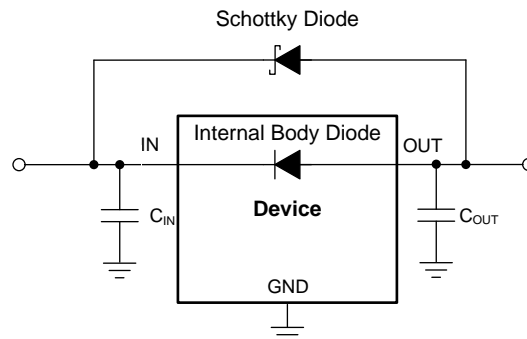 Schottky Diode
Internal Body Diode
IN
OUT
Device
CIN
COUT
GND